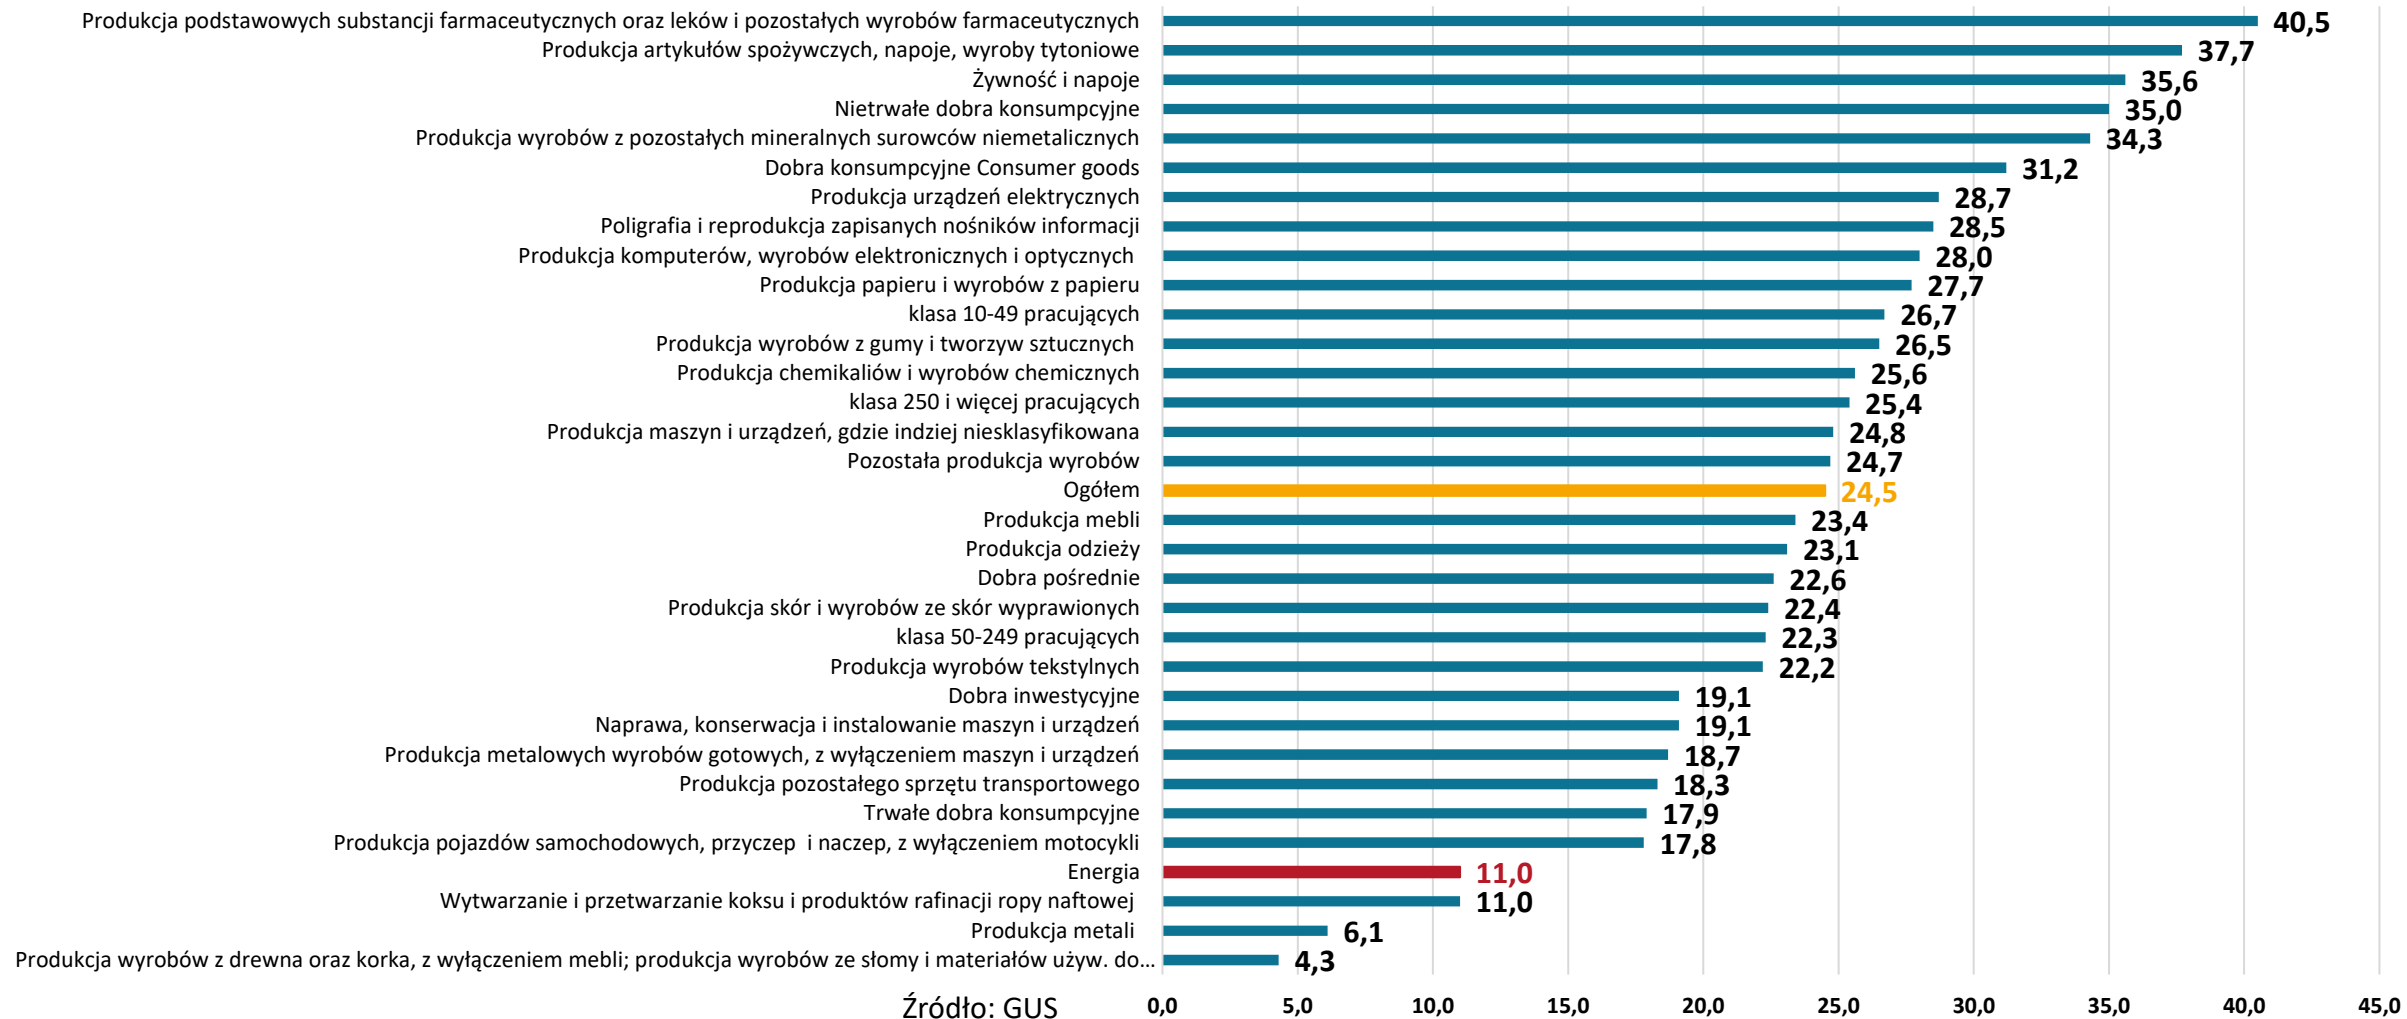 Produkcja podstawowych substancji farmaceutycznych oraz leków i pozostałych wyrobów farmaceutycznych 40,5
Produkcja artykułów spożywczych, napoje, wyroby tytoniowe 37,7
Żywność i napoje 35,6
Nietrwałe dobra konsumpcyjne 35,0
Produkcja wyrobów z pozostałych mineralnych surowców niemetalicznych 34,3
Dobra konsumpcyjne Consumer goods 31,2
Produkcja urządzeń elektrycznych 28,7
Poligrafia i reprodukcja zapisanych nośników informacji 28,5
Produkcja komputerów, wyrobów elektronicznych i optycznych 28,0
Produkcja papieru i wyrobów z papieru 27,7
klasa 10-49 pracujących 26,7
Produkcja wyrobów z gumy i tworzyw sztucznych 26,5
Produkcja chemikaliów i wyrobów chemicznych 25,6
klasa 250 i więcej pracujących 25,4
Produkcja maszyn i urządzeń, gdzie indziej niesklasyfikowana 24,8
Pozostała produkcja wyrobów 24,7
Ogółem 24,5
Produkcja mebli 23,4
Produkcja odzieży 23,1
Dobra pośrednie 22,6
Produkcja skór i wyrobów ze skór wyprawionych 22,4
klasa 50-249 pracujących 22,3
Produkcja wyrobów tekstylnych 22,2
Dobra inwestycyjne 19,1
Naprawa, konserwacja i instalowanie maszyn i urządzeń 19,1
Produkcja metalowych wyrobów gotowych, z wyłączeniem maszyn i urządzeń 18,7
Produkcja pozostałego sprzętu transportowego 18,3
Trwałe dobra konsumpcyjne 17,9
Produkcja pojazdów samochodowych, przyczep i naczep, z wyłączeniem motocykli 17,8
Energia 11,0
Wytwarzanie i przetwarzanie koksu i produktów rafinacji ropy naftowej 11,0
Produkcja metali 6,1
Produkcja wyrobów z drewna oraz korka, z wyłączeniem mebli; produkcja wyrobów ze słomy i materiałów używ. do… 4,3
Źródło: GUS 0,0 5,0 10,0 15,0 20,0 25,0 30,0 35,0 40,0 45,0